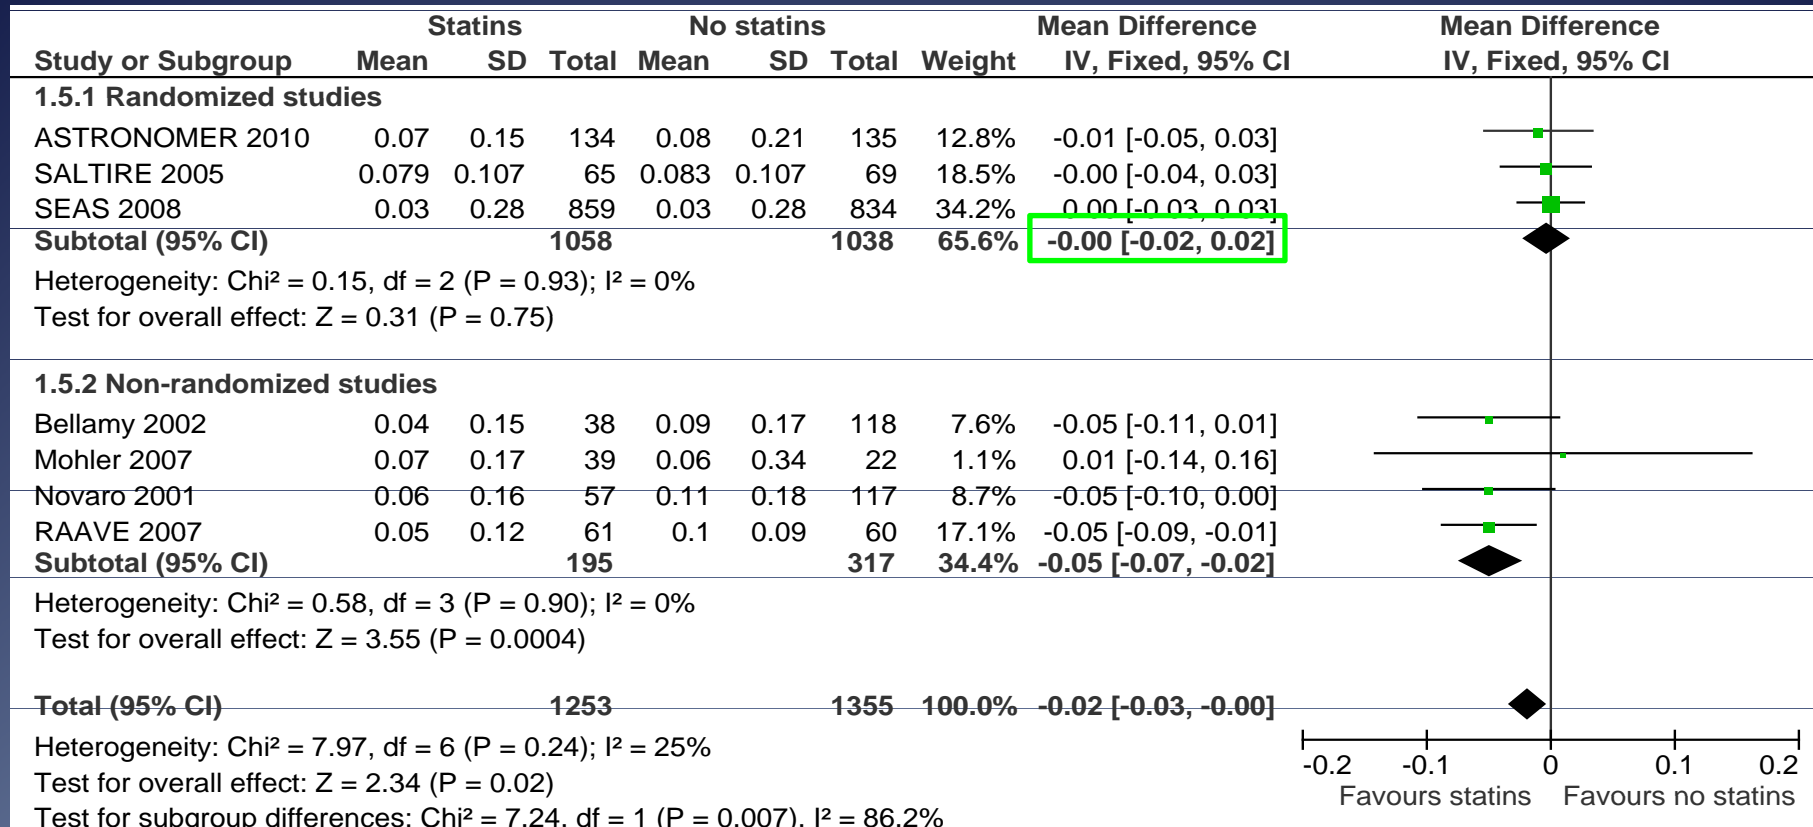 Statins No statins Mean Difference Mean Difference
Study or Subgroup Mean SD Total Mean SD Total Weight IV, Fixed, 95% CI IV, Fixed, 95% CI
1.5.1 Randomized studies
ASTRONOMER 2010 0.07 0.15 134 0.08 0.21 135 12.8% -0.01 [-0.05, 0.03]
SALTIRE 2005 0.079 0.107 65 0.083 0.107 69 18.5% -0.00 [-0.04, 0.03]
SEAS 2008 0.03 0.28 859 0.03 0.28 834 34.2% 0.00 [-0.03, 0.03]
Subtotal (95% CI) 1058 1038 65.6% -0.00 [-0.02, 0.02]
Heterogeneity: Chi² = 0.15, df = 2 (P = 0.93); I² = 0%
Test for overall effect: Z = 0.31 (P = 0.75)
1.5.2 Non-randomized studies
Bellamy 2002 0.04 0.15 38 0.09 0.17 118 7.6% -0.05 [-0.11, 0.01]
Mohler 2007 0.07 0.17 39 0.06 0.34 22 1.1% 0.01 [-0.14, 0.16]
Novaro 2001 0.06 0.16 57 0.11 0.18 117 8.7% -0.05 [-0.10, 0.00]
RAAVE 2007 0.05 0.12 61 0.1 0.09 60 17.1% -0.05 [-0.09, -0.01]
Subtotal (95% CI) 195 317 34.4% -0.05 [-0.07, -0.02]
Heterogeneity: Chi² = 0.58, df = 3 (P = 0.90); I² = 0%
Test for overall effect: Z = 3.55 (P = 0.0004)
Total (95% CI) 1253 1355 100.0% -0.02 [-0.03, -0.00]
Heterogeneity: Chi² = 7.97, df = 6 (P = 0.24); I² = 25%
Test for overall effect: Z = 2.34 (P = 0.02)
Test for subgroup differences: Chi² = 7.24, df = 1 (P = 0.007), I² = 86.2%
-0.2 -0.1 0 0.1 0.2
Favours statins Favours no statins